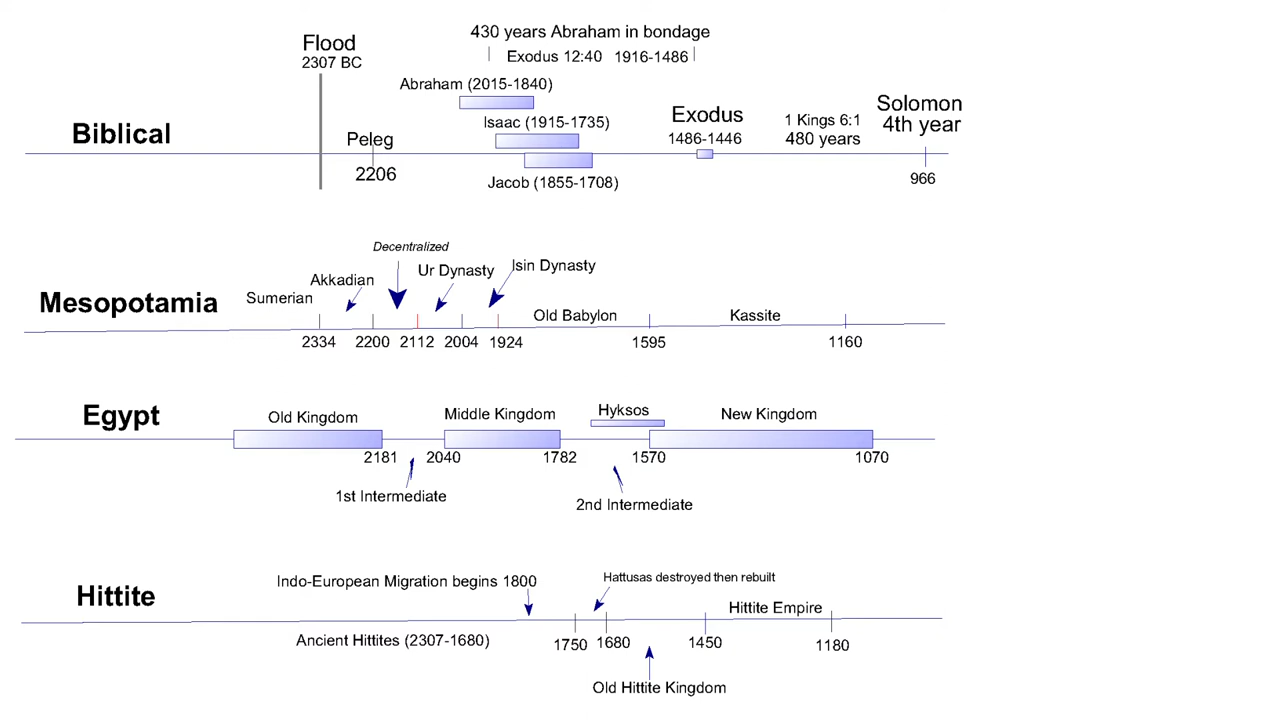 430 years Abraham in bondage
Flood
2307 BC
Exodus 12:40 1916-1486
Abraham (2015-1840)
Isaac (1915-1735)
Exodus
1486-1446
1 Kings 6:1
480 years
Solomon
4th year
Biblical
Peleg
2206
Jacob (1855-1708)
966
Decentralized
Mesopotamia
Sumerian
Akkadian
Ur Dynasty
Isin Dynasty
Old Babylon
Kassite
2334
2200
2112
2004
1924
1595
1160
Egypt
Old Kingdom
Middle Kingdom
Hyksos
New Kingdom
2181
2040
1782
1570
1070
1st Intermediate
2nd Intermediate
Hittite
Indo-European Migration begins 1800
Hattusas destroyed then rebuilt
Hittite Empire
Ancient Hittites (2307-1680)
1750
1680
1450
1180
Old Hittite Kingdom